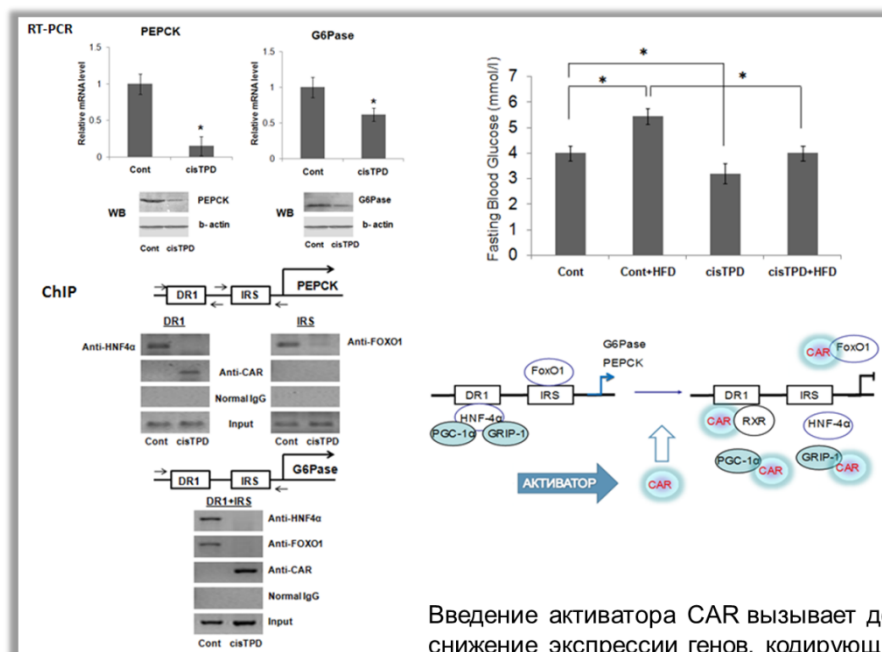 RT-PCR
PEPCK
Relative mRNA level
1.5
1
0.5
0
*
Cont cisTPD
G6Pase
Relative mRNA level
1.5
1
0.5
0
*
Cont cisTPD
WB
PEPCK
b- actin
Cont cisTPD
WB
G6Pase
b- actin
Cont cisTPD
ChIP
DR1 IRS PEPCK
DR1
IRS
Anti-HNF4α
Anti-FOXO1
Anti-CAR
Normal IgG
Input
Cont cisTPD
Cont cisTPD
DR1 IRS G6Pase
DR1+IRS
Anti-HNF4α
Anti-FOXO1
Anti-CAR
Normal IgG
Input
Cont cisTPD
Fasting Blood Glucose (mmol/l)
7
6
5
4
3
2
1
0
*
*
*
Cont Cont+HFD cisTPD cisTPD+HFD
G6Pase
PEPCK
FoxO1
DR1 IRS
HNF-4α
PGC-1α GRIP-1
АКТИВАТОР
CAR
CAR FoxO1
DR1 IRS
CAR RXR
HNF-4α
PGC-1α CAR
GRIP-1 CAR
Введение активатора CAR вызывает
снижение экспрессии генов,